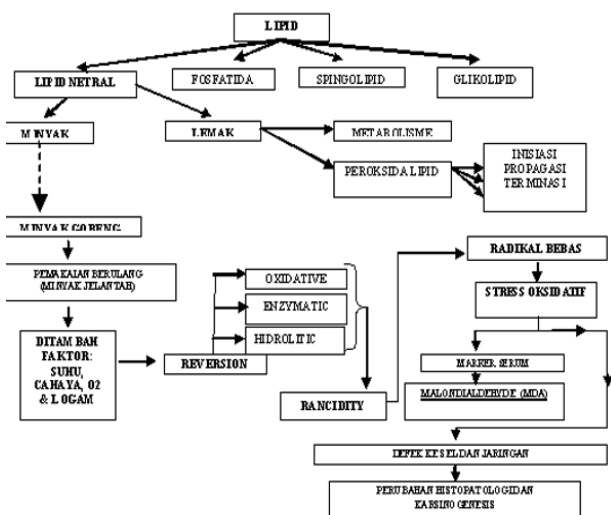 LIPID
LIPID NETRAL
FOSFATIDA
SPINGOLIPID
GLIKOLIPID
MINYAK
LEMAK
METABOLISME
PEROKSIDA LIPID
INISIASI
PROPAGASI
TERMINASI
MINYAK GORENG
PEMAKAIAN BERULANG
(MINYAK JELANTAH)
OXIDATIVE
ENZYMATIC
HIDROLITIC
RADIKAL BEBAS
STRESS OKSIDATIF
DITAMBAH
FAKTOR:
SUHU,
CAHAYA, O2
& LOGAM
REVERSION
RANCIDITY
MARKER SERUM
MALONDIALDEHYDE (MDA)
DEFEK KE SEL DAN JARINGAN
PERUBAHAN HISTOPATOLOGI DAN
KARSINOGENESIS